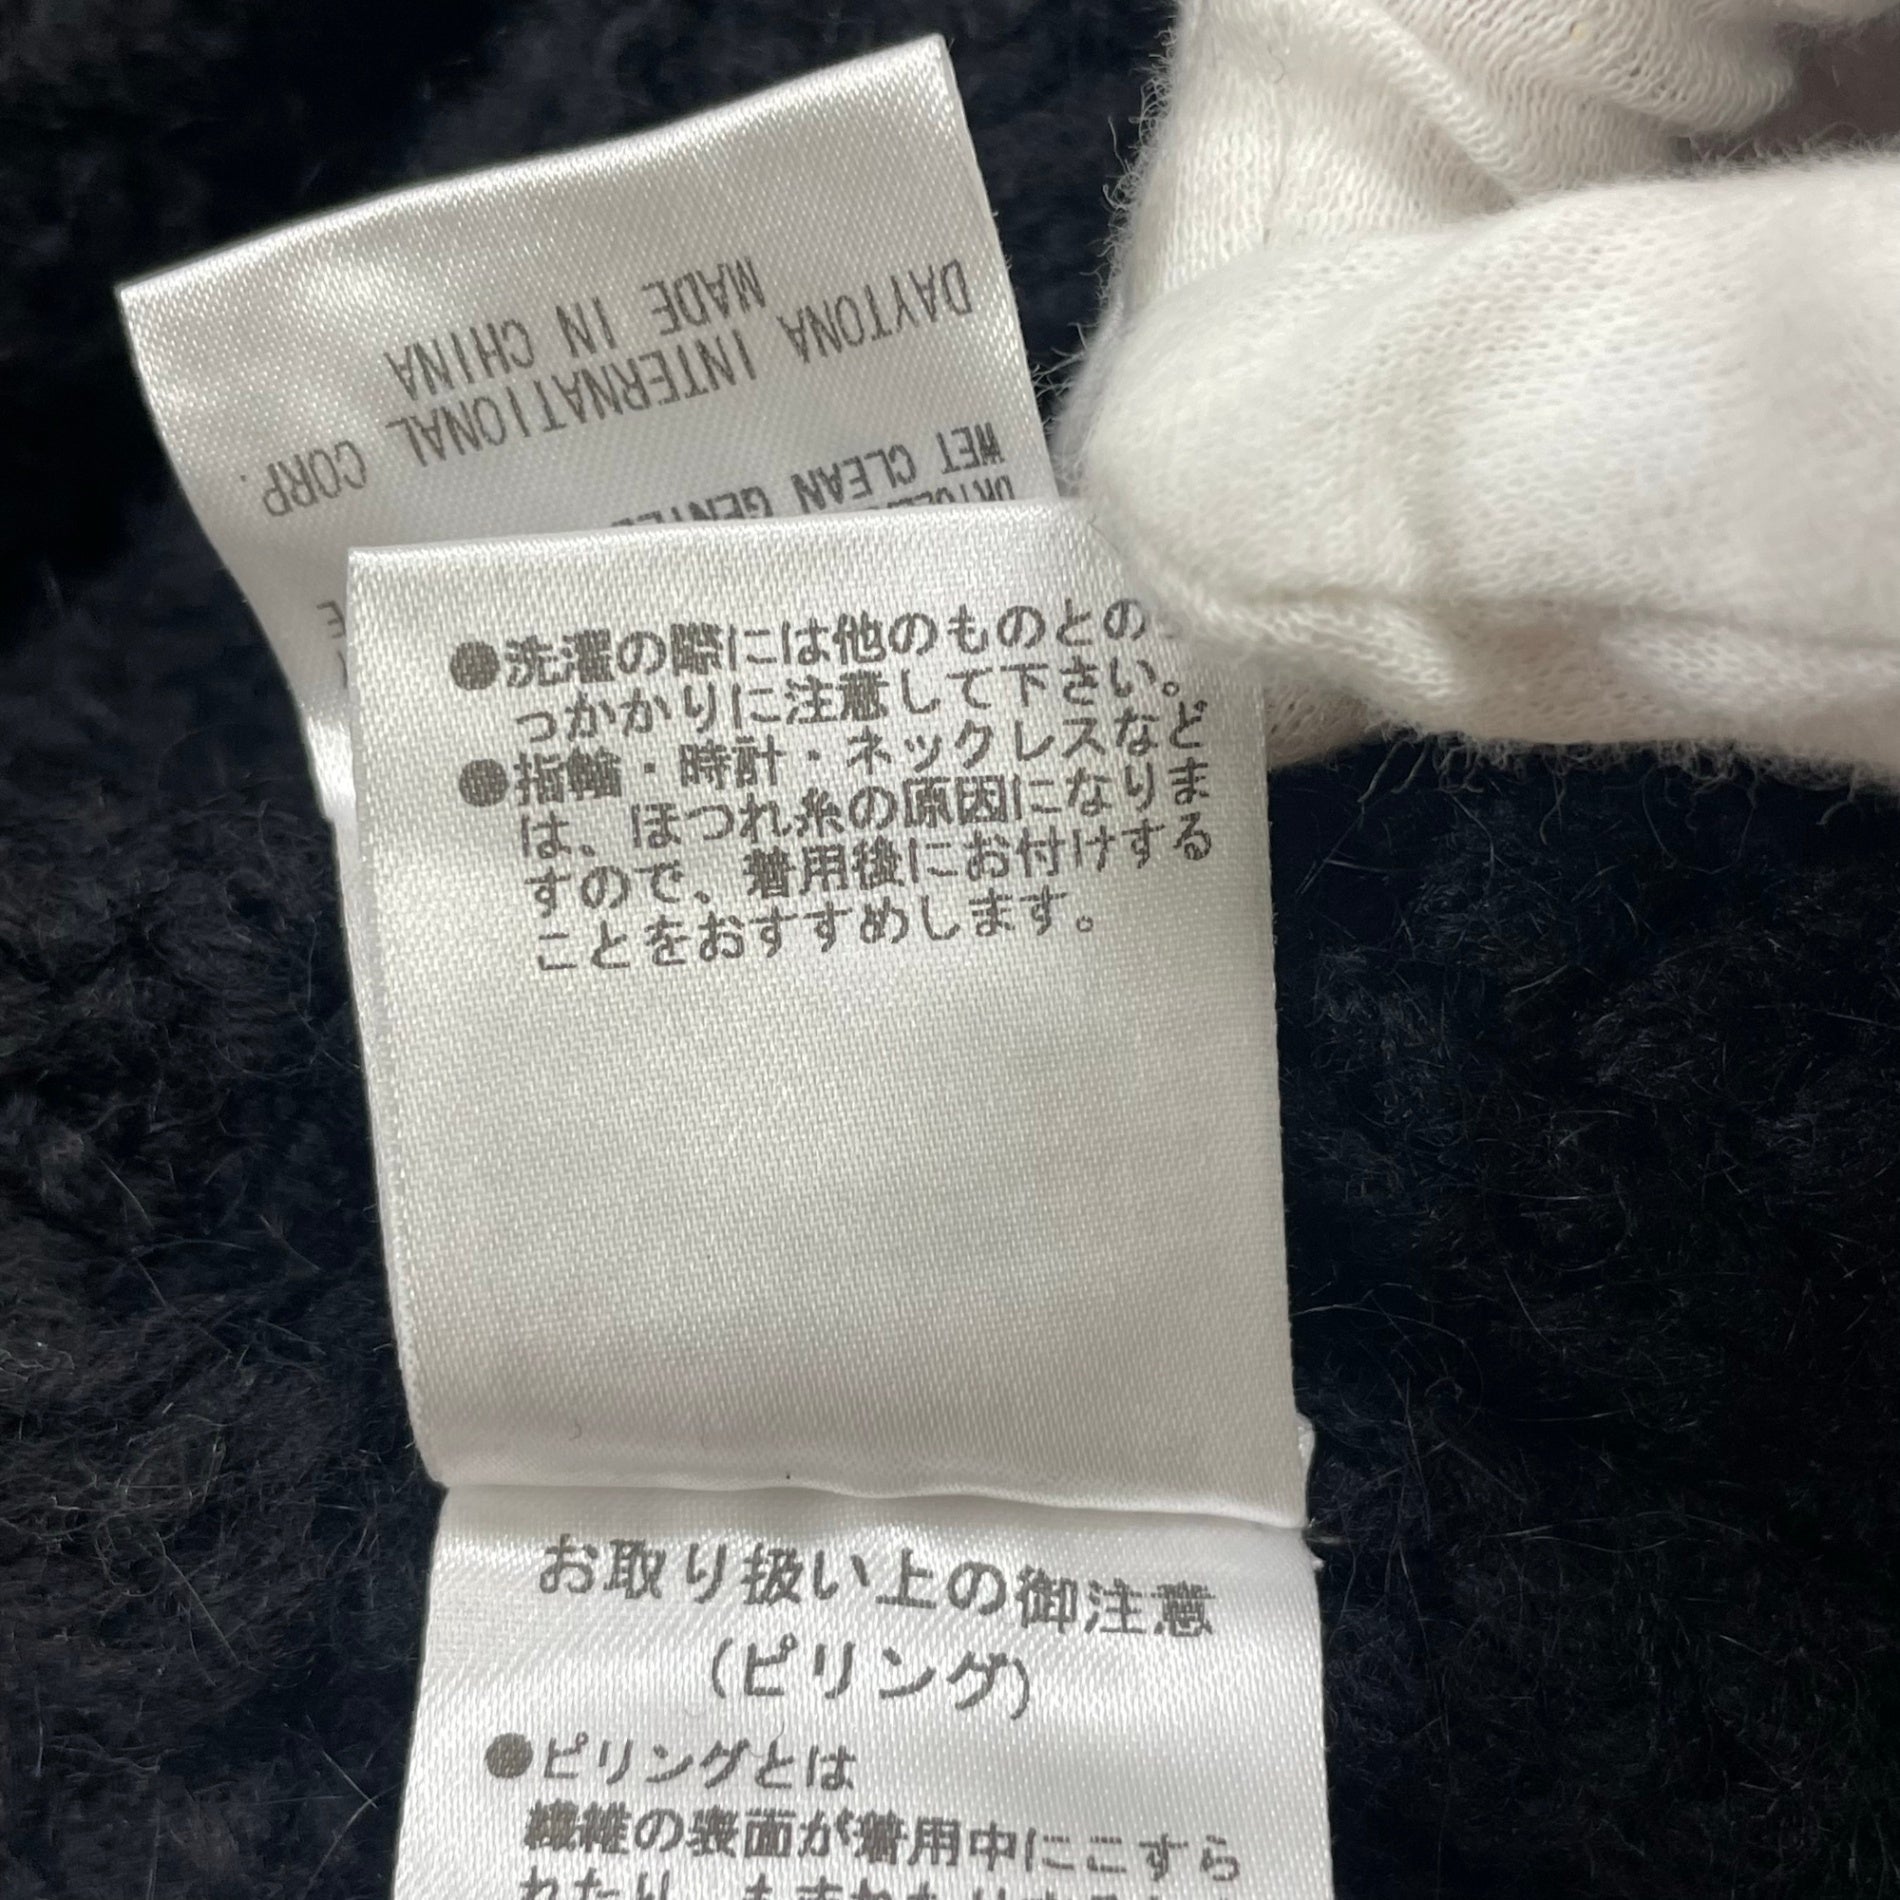 MADE IN CHINA
DAYTONA INTERNATIONAL CORP.
WET CLEAN GENTLE
●洗濯の際には他のものとの
っかかりに注意して下さい。
●指輪・時計・ネックレスなど
は、ほつれ糸の原因になりま
すので、着用後にお付けする
ことをおすすめします。
お取り扱い上の御注意
(ピリング)
●ピリングとは
繊維の表面が着用中にこすら
れたり